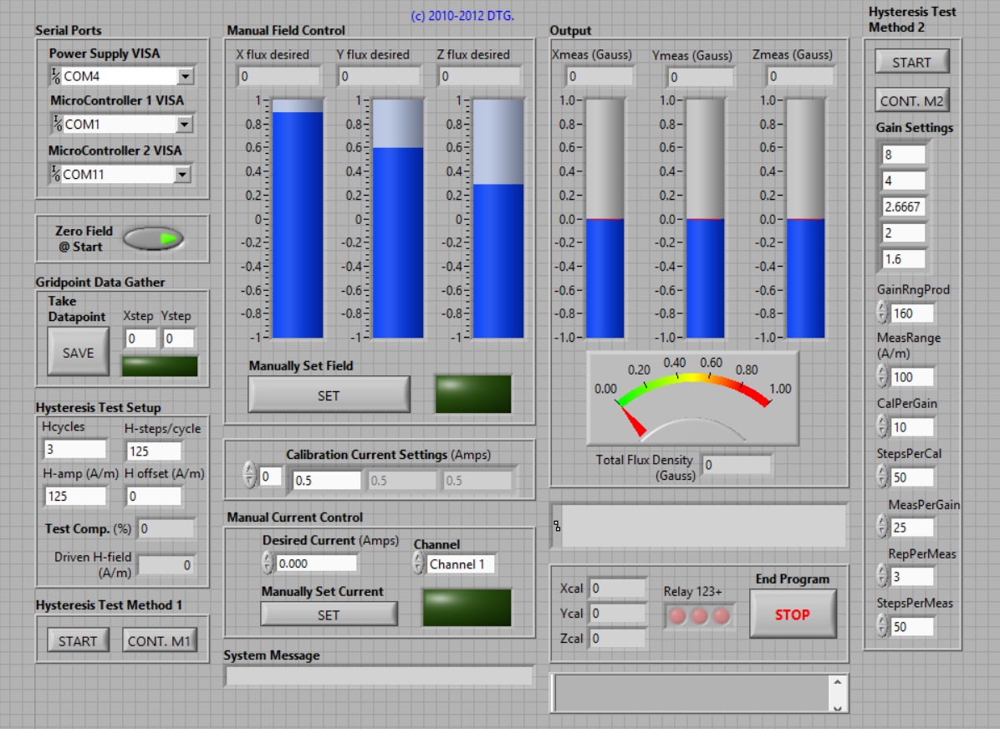 (c) 2010-2012 DTG.
Serial Ports
Power Supply VISA
I/O COM4
MicroController 1 VISA
I/O COM1
MicroController 2 VISA
I/O COM11
Zero Field
@ Start
Gridpoint Data Gather
Take
Datapoint
Xstep Ystep
SAVE
0 0
Hysteresis Test Setup
Hcycles H-steps/cycle
3 125
H-amp (A/m) H offset (A/m)
125 0
Test Comp. (%) 0
Driven H-field
(A/m) 0
Hysteresis Test Method 1
START CONT. M1
Manual Field Control
X flux desired Y flux desired Z flux desired
0 0 0
1 1 1
0.8 0.8 0.8
0.6 0.6 0.6
0.4 0.4 0.4
0.2 0.2 0.2
0 0 0
-0.2 -0.2 -0.2
-0.4 -0.4 -0.4
-0.6 -0.6 -0.6
-0.8 -0.8 -0.8
-1 -1 -1
Manually Set Field
SET
Calibration Current Settings (Amps)
0 0.5 0.5 0.5
Manual Current Control
Desired Current (Amps) Channel
0.000 Channel 1
Manually Set Current
SET
System Message
Output
Xmeas (Gauss) Ymeas (Gauss) Zmeas (Gauss)
0 0 0
1.0 1.0 1.0
0.8 0.8 0.8
0.6 0.6 0.6
0.4 0.4 0.4
0.2 0.2 0.2
0.0 0.0 0.0
-0.2 -0.2 -0.2
-0.4 -0.4 -0.4
-0.6 -0.6 -0.6
-0.8 -0.8 -0.8
-1.0 -1.0 -1.0
0.00 0.20 0.40 0.60 0.80 1.00
Total Flux Density
(Gauss) 0
Xcal 0
Ycal 0
Zcal 0
Relay 123+
End Program
STOP
Hysteresis Test
Method 2
START
CONT. M2
Gain Settings
8
4
2.6667
2
1.6
GainRngProd
160
MeasRange
(A/m)
100
CalPerGain
10
StepsPerCal
50
MeasPerGain
25
RepPerMeas
3
StepsPerMeas
50